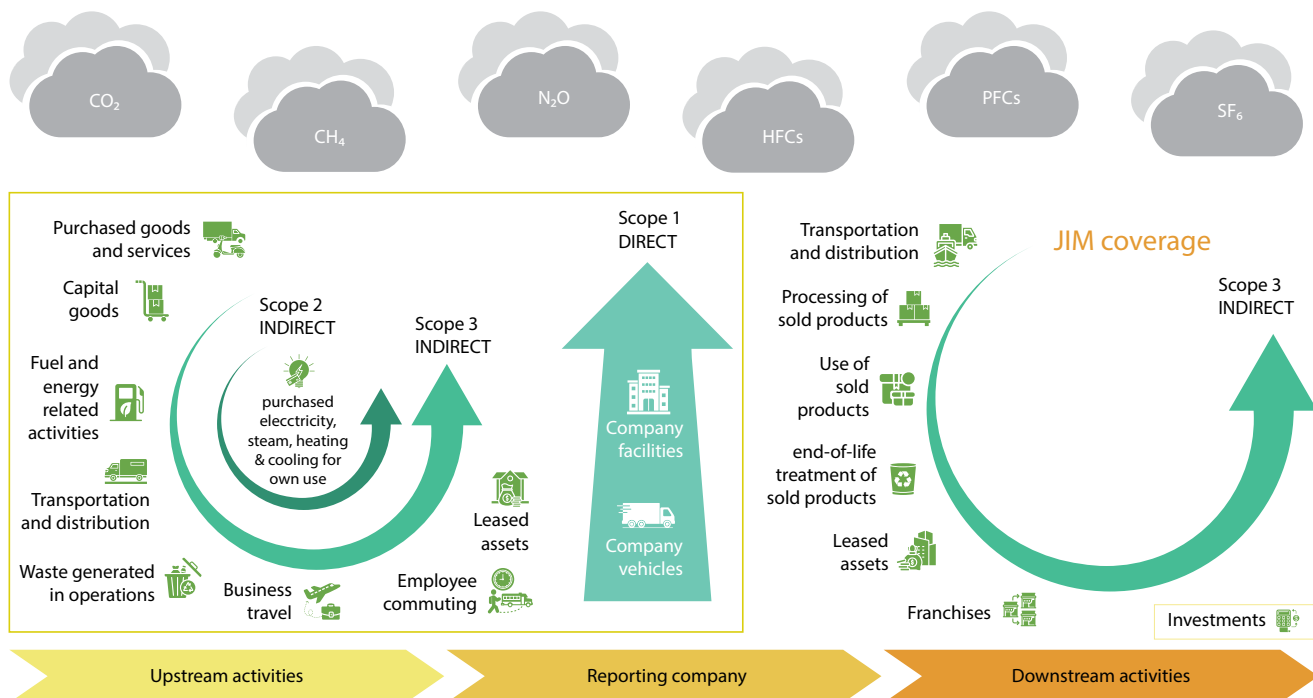 CO₂
CH₄
N₂O
HFCs
PFCs
SF₆
Purchased goods
and services
Capital
goods
Fuel and
energy
related
activities
Transportation
and distribution
Waste generated
in operations
Business
travel
Employee
commuting
Leased
assets
Scope 2
INDIRECT
purchased
elecctricity,
steam, heating
& cooling for
own use
Scope 3
INDIRECT
Scope 1
DIRECT
Company
facilities
Company
vehicles
Transportation
and distribution
JIM coverage
Processing of
sold products
Scope 3
INDIRECT
Use of
sold
products
end-of-life
treatment of
sold products
Leased
assets
Franchises
Investments
Upstream activities
Reporting company
Downstream activities